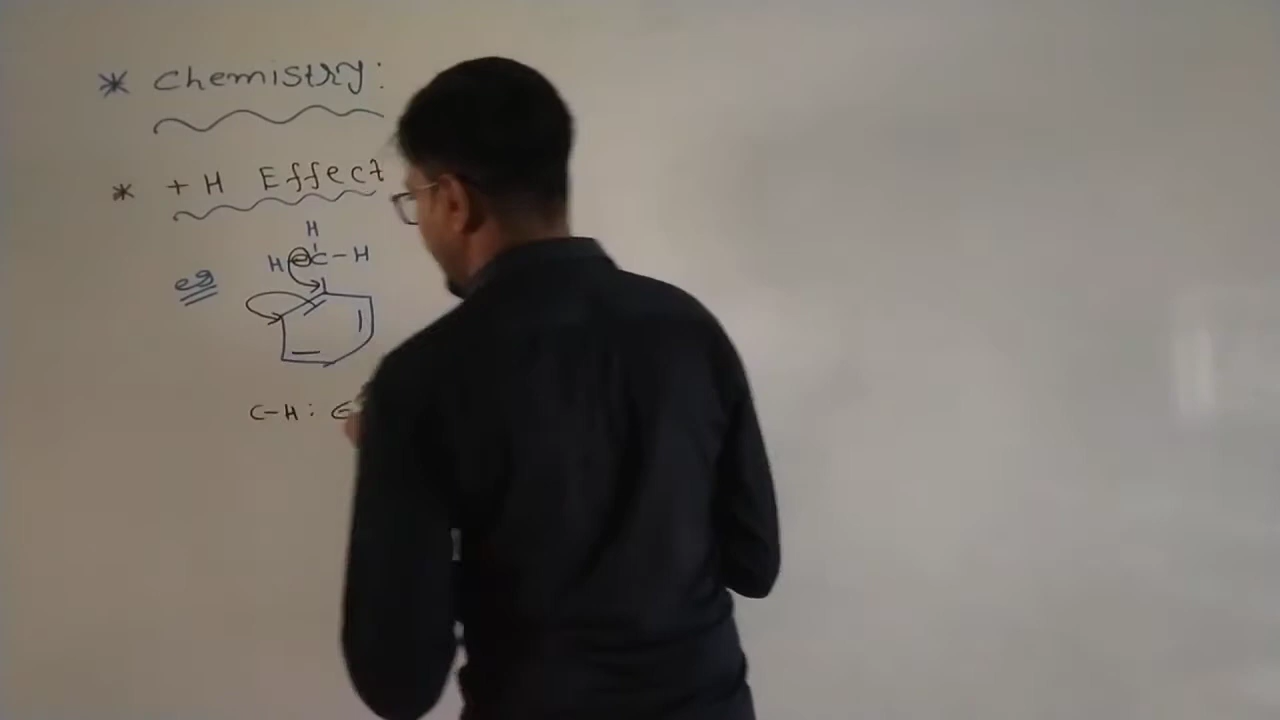 * Chemistry:
* + H Effect
H
H C - H
eg
C-H: